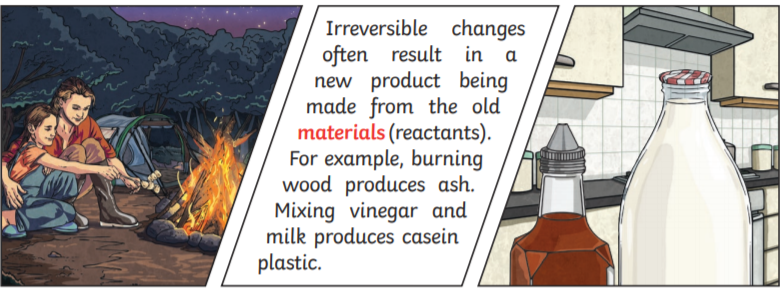 Irreversible changes
often result in a
new product being
made from the old
materials (reactants).
For example, burning
wood produces ash.
Mixing vinegar and
milk produces casein
plastic.